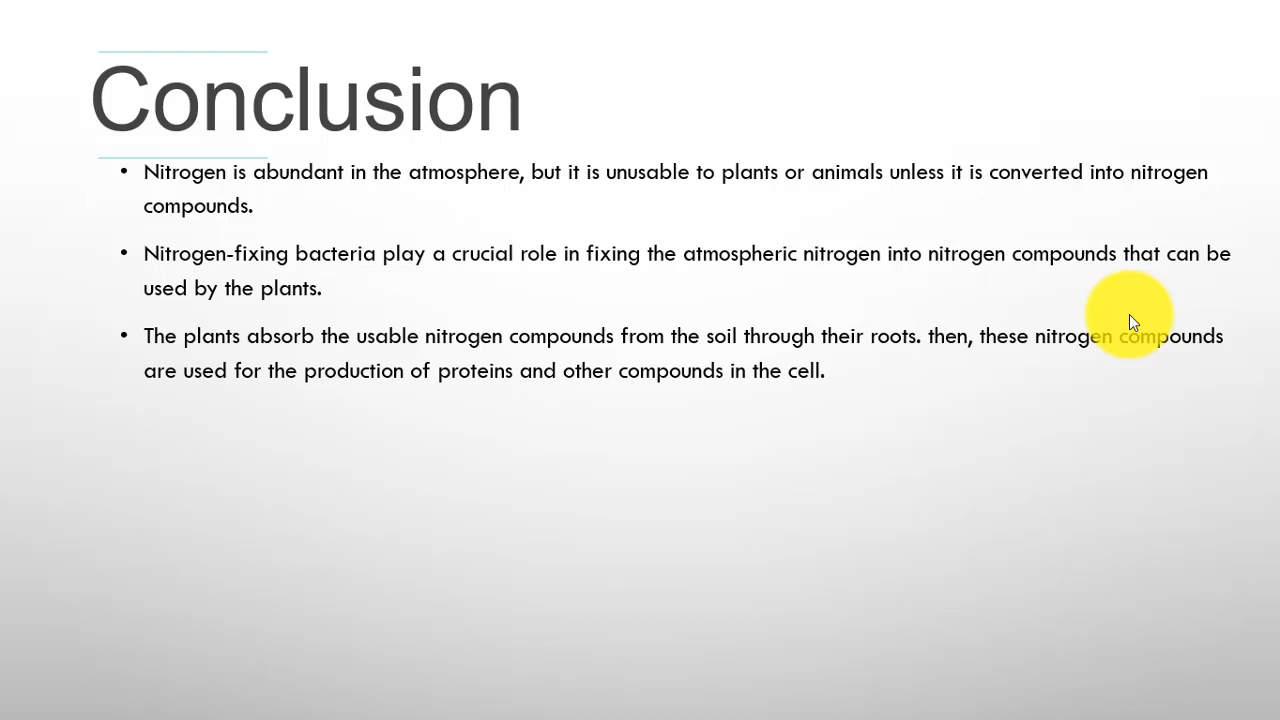 Conclusion
• Nitrogen is abundant in the atmosphere, but it is unusable to plants or animals unless it is converted into nitrogen
compounds.
• Nitrogen-fixing bacteria play a crucial role in fixing the atmospheric nitrogen into nitrogen compounds that can be
used by the plants.
• The plants absorb the usable nitrogen compounds from the soil through their roots. then, these nitrogen compounds
are used for the production of proteins and other compounds in the cell.